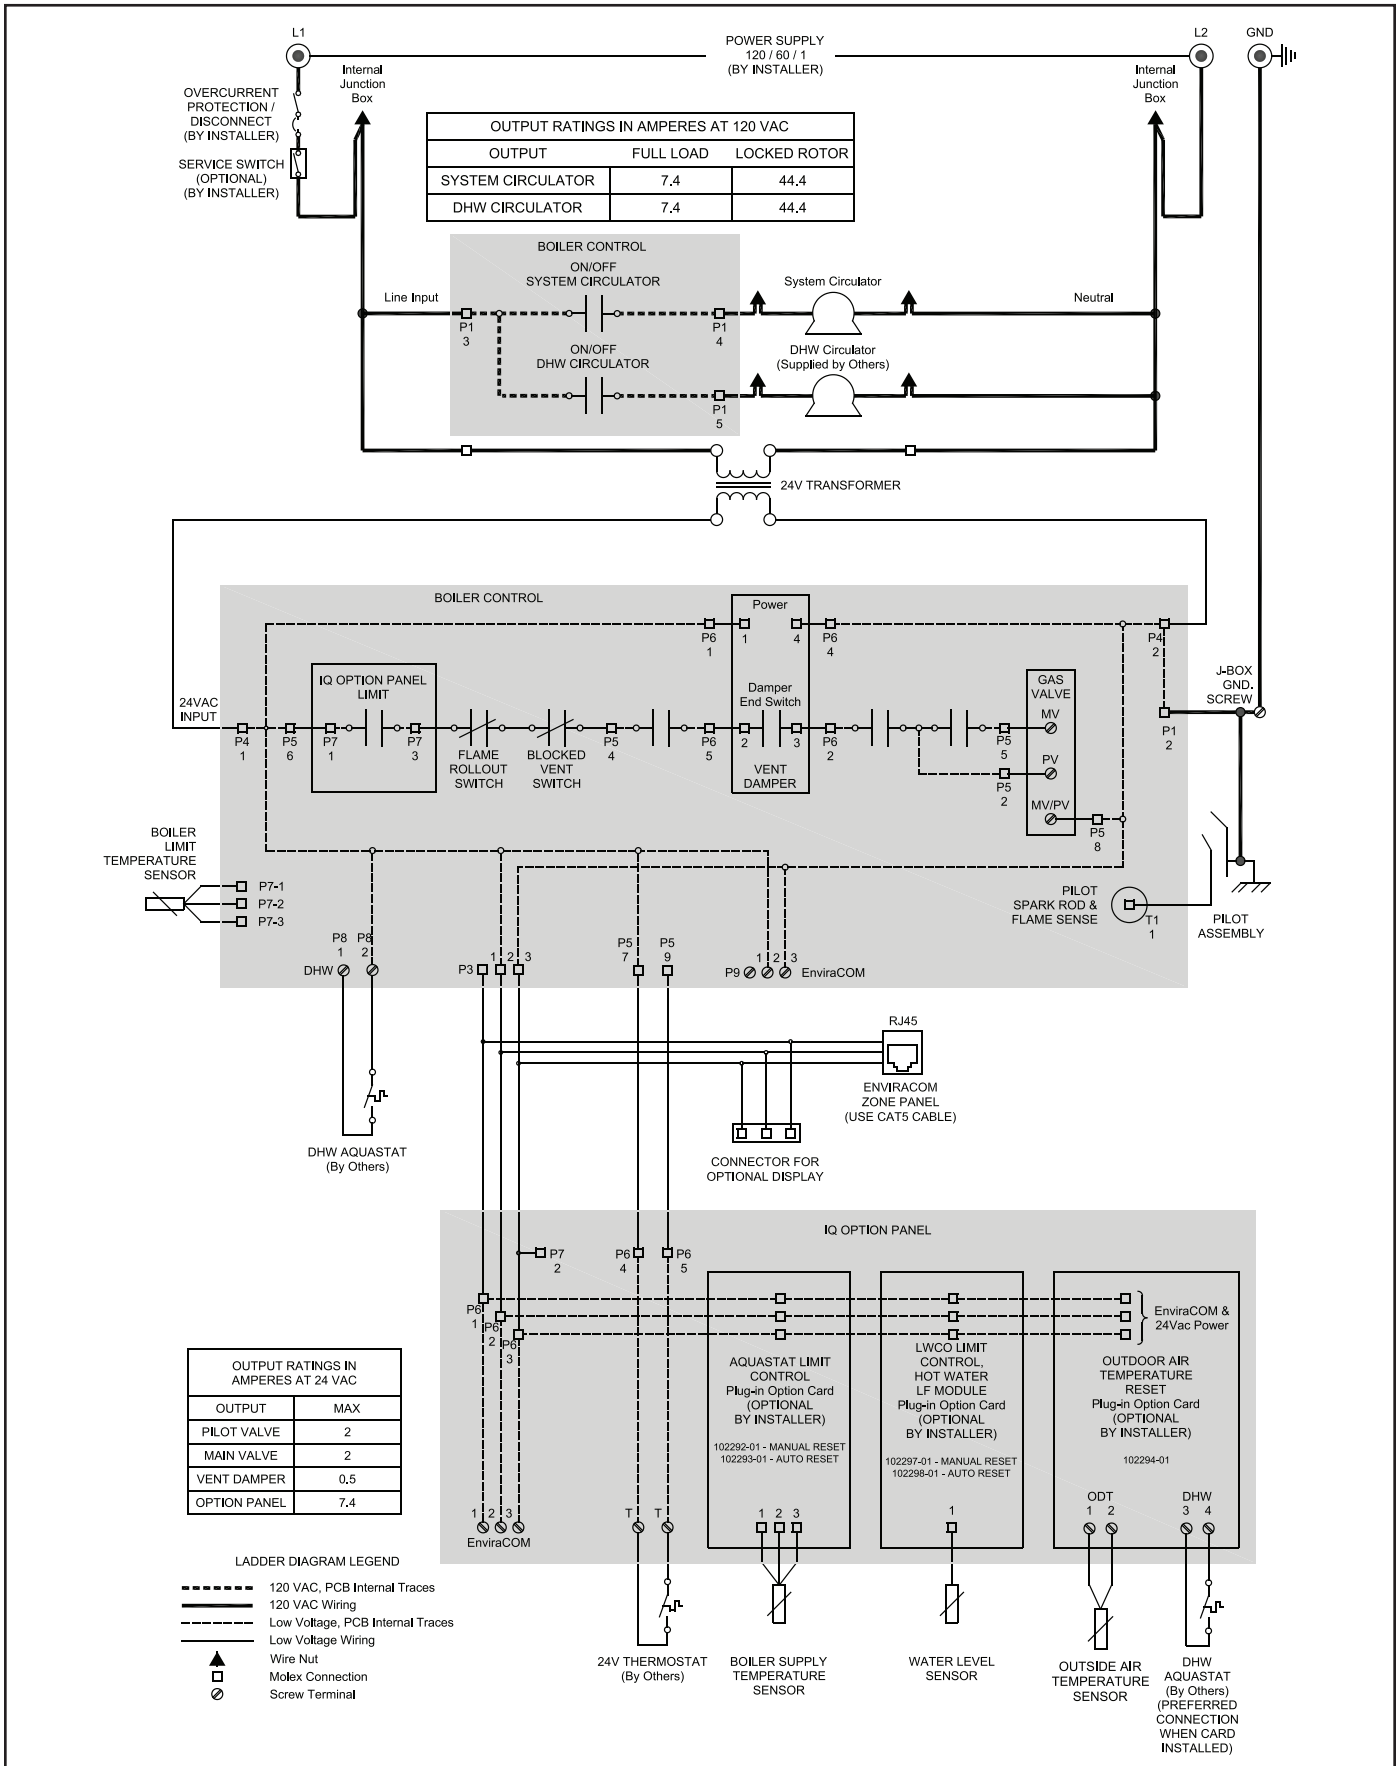 L1
POWER SUPPLY
120 / 60 / 1
(BY INSTALLER)
L2
GND
Internal
Junction
Box
Internal
Junction
Box
OVERCURRENT
PROTECTION /
DISCONNECT
(BY INSTALLER)
SERVICE SWITCH
(OPTIONAL)
(BY INSTALLER)
OUTPUT RATINGS IN AMPERES AT 120 VAC
OUTPUT FULL LOAD LOCKED ROTOR
SYSTEM CIRCULATOR 7.4 44.4
DHW CIRCULATOR 7.4 44.4
BOILER CONTROL
ON/OFF
SYSTEM CIRCULATOR
Line Input
System Circulator
Neutral
P1
3
P1
4
ON/OFF
DHW CIRCULATOR
DHW Circulator
(Supplied by Others)
P1
5
24V TRANSFORMER
BOILER CONTROL
Power
P6
1
1
4
P6
4
P4
2
IQ OPTION PANEL
LIMIT
Damper
End Switch
GAS
VALVE
MV
J-BOX
GND.
SCREW
24VAC
INPUT
P4
1
P5
6
P7
1
P7
3
FLAME
ROLLOUT
SWITCH
BLOCKED
VENT
SWITCH
P5
4
P6
5
2
3
VENT
DAMPER
P6
2
P5
5
PV
P5
2
MV/PV
P5
8
P1
2
BOILER
LIMIT
TEMPERATURE
SENSOR
P7-1
P7-2
P7-3
PILOT
SPARK ROD &
FLAME SENSE
T1
1
PILOT
ASSEMBLY
P8
1
P8
2
DHW
P3
1 2 3
P5
7
P5
9
P9
1 2 3
EnviraCOM
RJ45
ENVIRACOM
ZONE PANEL
(USE CAT5 CABLE)
DHW AQUASTAT
(By Others)
CONNECTOR FOR
OPTIONAL DISPLAY
IQ OPTION PANEL
P7
2
P6
4
P6
5
P6
1
P6
2
P6
3
EnviraCOM &
24Vac Power
AQUASTAT LIMIT
CONTROL
Plug-in Option Card
(OPTIONAL
BY INSTALLER)
102292-01 - MANUAL RESET
102293-01 - AUTO RESET
LWCO LIMIT
CONTROL,
HOT WATER
LF MODULE
Plug-in Option Card
(OPTIONAL
BY INSTALLER)
102297-01 - MANUAL RESET
102298-01 - AUTO RESET
OUTDOOR AIR
TEMPERATURE
RESET
Plug-in Option Card
(OPTIONAL
BY INSTALLER)
102294-01
OUTPUT RATINGS IN
AMPERES AT 24 VAC
OUTPUT MAX
PILOT VALVE 2
MAIN VALVE 2
VENT DAMPER 0.5
OPTION PANEL 7.4
1 2 3
EnviraCOM
T T
1 2 3
1
ODT
1 2
DHW
3 4
LADDER DIAGRAM LEGEND
120 VAC, PCB Internal Traces
120 VAC Wiring
Low Voltage, PCB Internal Traces
Low Voltage Wiring
Wire Nut
Molex Connection
Screw Terminal
24V THERMOSTAT
(By Others)
BOILER SUPPLY
TEMPERATURE
SENSOR
WATER LEVEL
SENSOR
OUTSIDE AIR
TEMPERATURE
SENSOR
DHW
AQUASTAT
(By Others)
(PREFERRED
CONNECTION
WHEN CARD
INSTALLED)